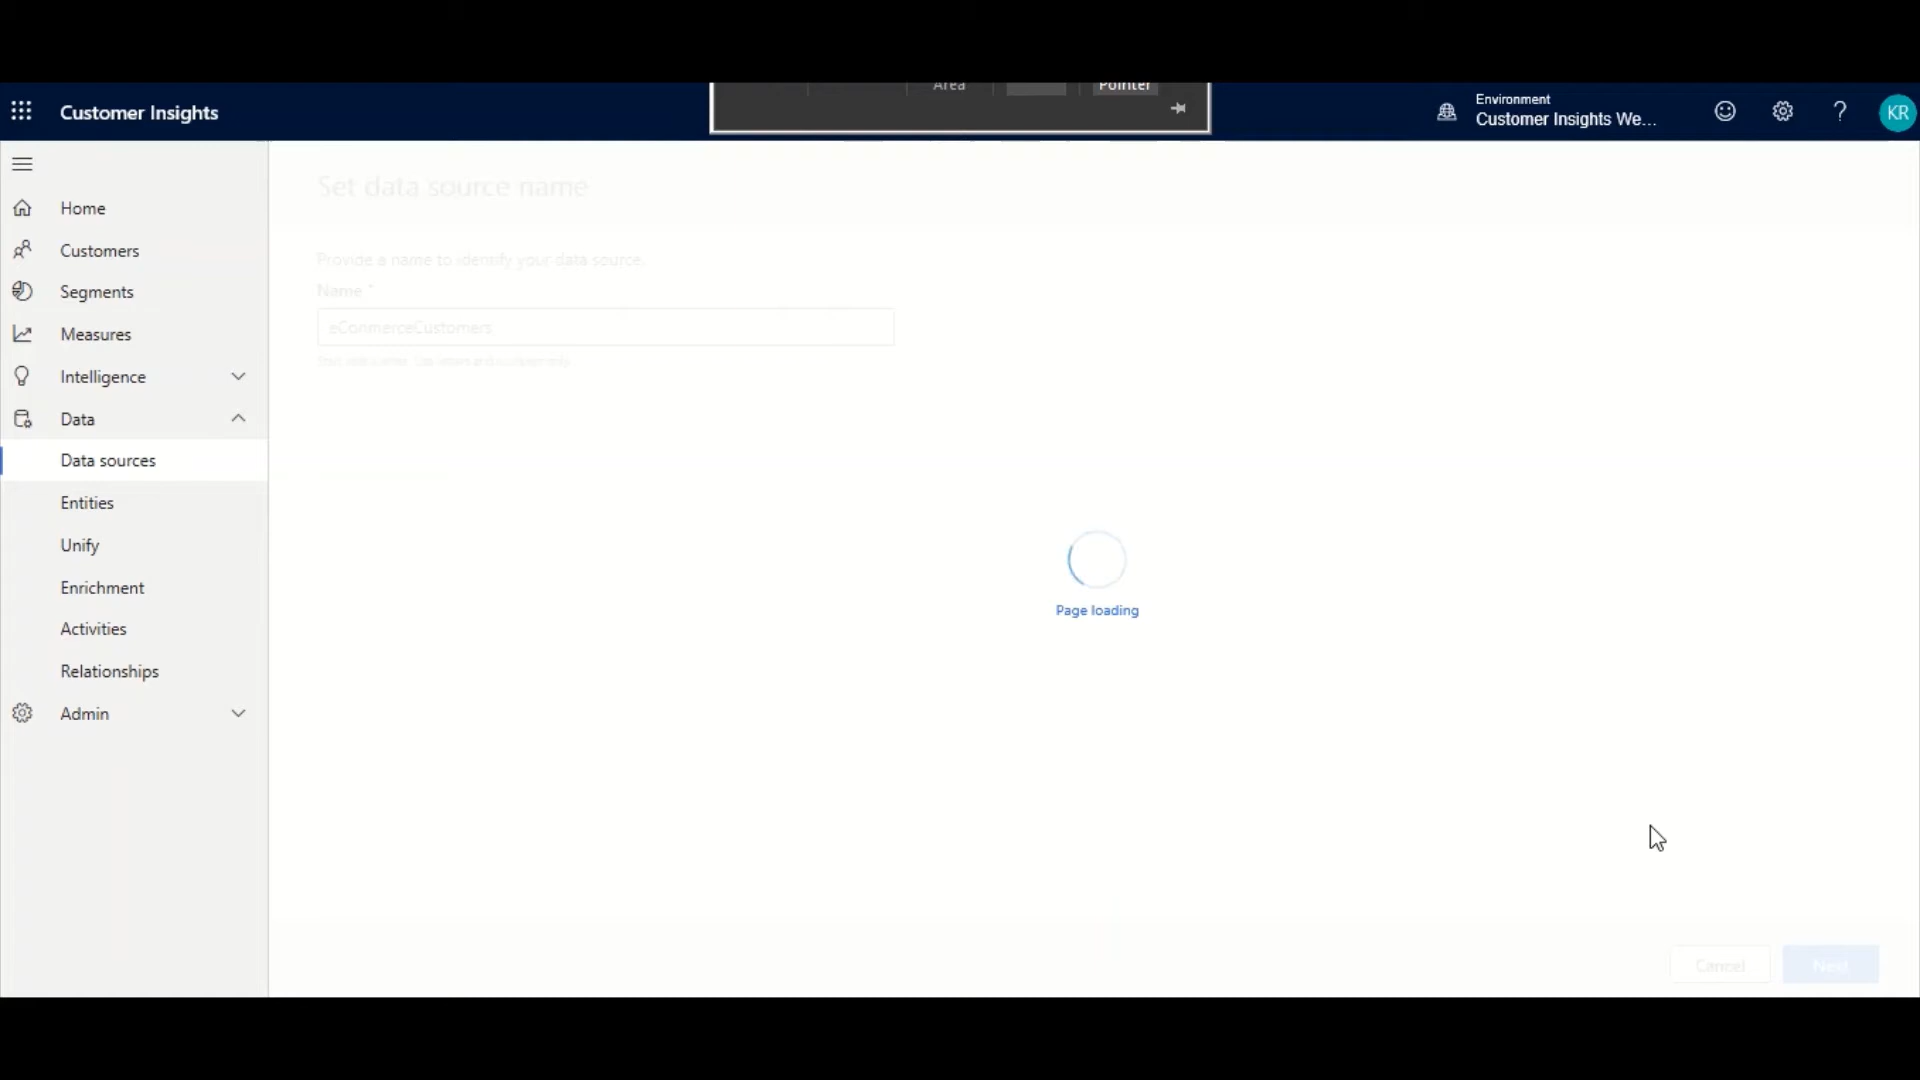 Area
Pointer
Customer Insights
Environment
Customer Insights We...
?
KR
Home
Customers
Segments
Measures
Intelligence
Data
Data sources
Entities
Unify
Enrichment
Activities
Relationships
Admin
Set data source name
Provide a name to identify your data source.
Name *
eCommerceCustomers
Page loading
Cancel
Next